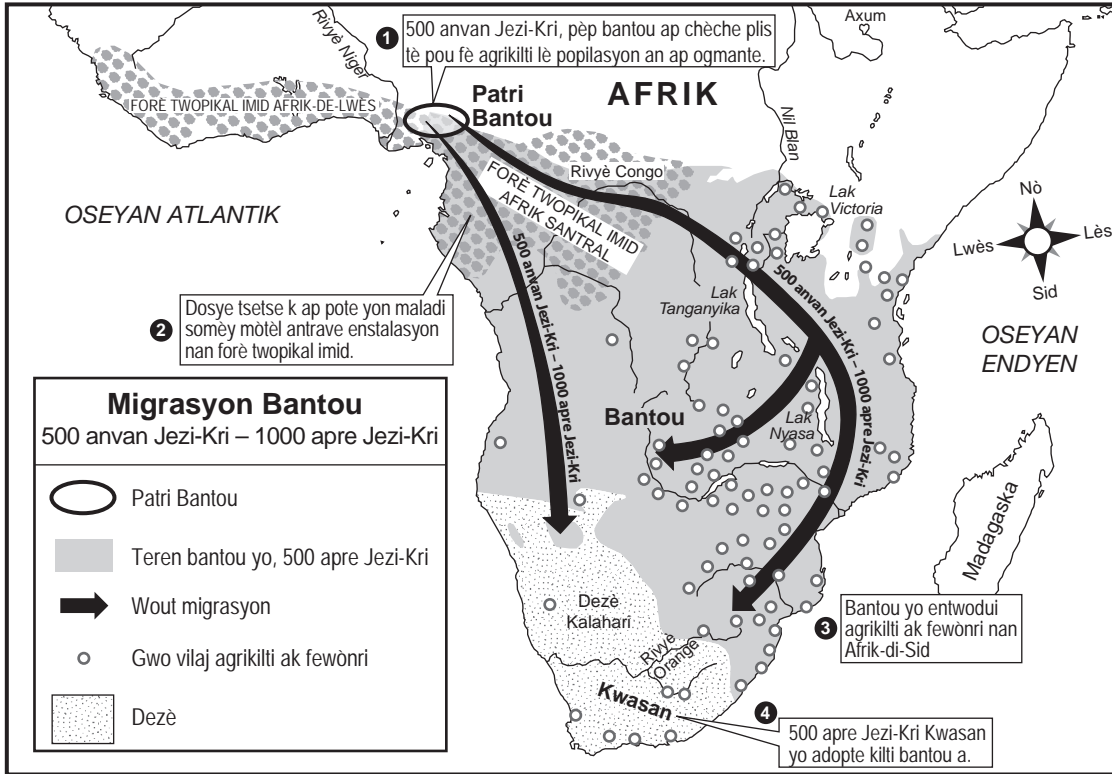 1
500 anvan Jezi-Kri, pèp bantou ap chèche plis
tè pou fè agrikilti lè popilasyon an ap ogmante.
Axum
Rivyè Niger
FORÈ TWOPIKAL IMID AFRIK-DE-LWÈS
Patri
Bantou
AFRIK
Nil Blan
Rivyè Congo
FORÈ TWOPIKAL IMID
AFRIK SANTRAL
OSEYAN ATLANTIK
Lak
Victoria
Nò
Lwès
Lès
Sid
500 anvan Jezi-Kri – 1000 apre Jezi-Kri
500 anvan Jezi-Kri – 1000 apre Jezi-Kri
2
Dosye tsetse k ap pote yon maladi
somèy mòtèl antrave enstalasyon
nan forè twopikal imid.
Lak
Tanganyika
OSEYAN
ENDYEN
Bantou
Lak
Nyasa
Migrasyon Bantou
500 anvan Jezi-Kri – 1000 apre Jezi-Kri
Patri Bantou
Teren bantou yo, 500 apre Jezi-Kri
Wout migrasyon
Gwo vilaj agrikilti ak fewònri
Dezè
Madagaska
Dezè
Kalahari
3
Bantou yo entwodui
agrikilti ak fewònri nan
Afrik-di-Sid
Rivyè
Orange
Kwasan
4
500 apre Jezi-Kri Kwasan
yo adopte kilti bantou a.